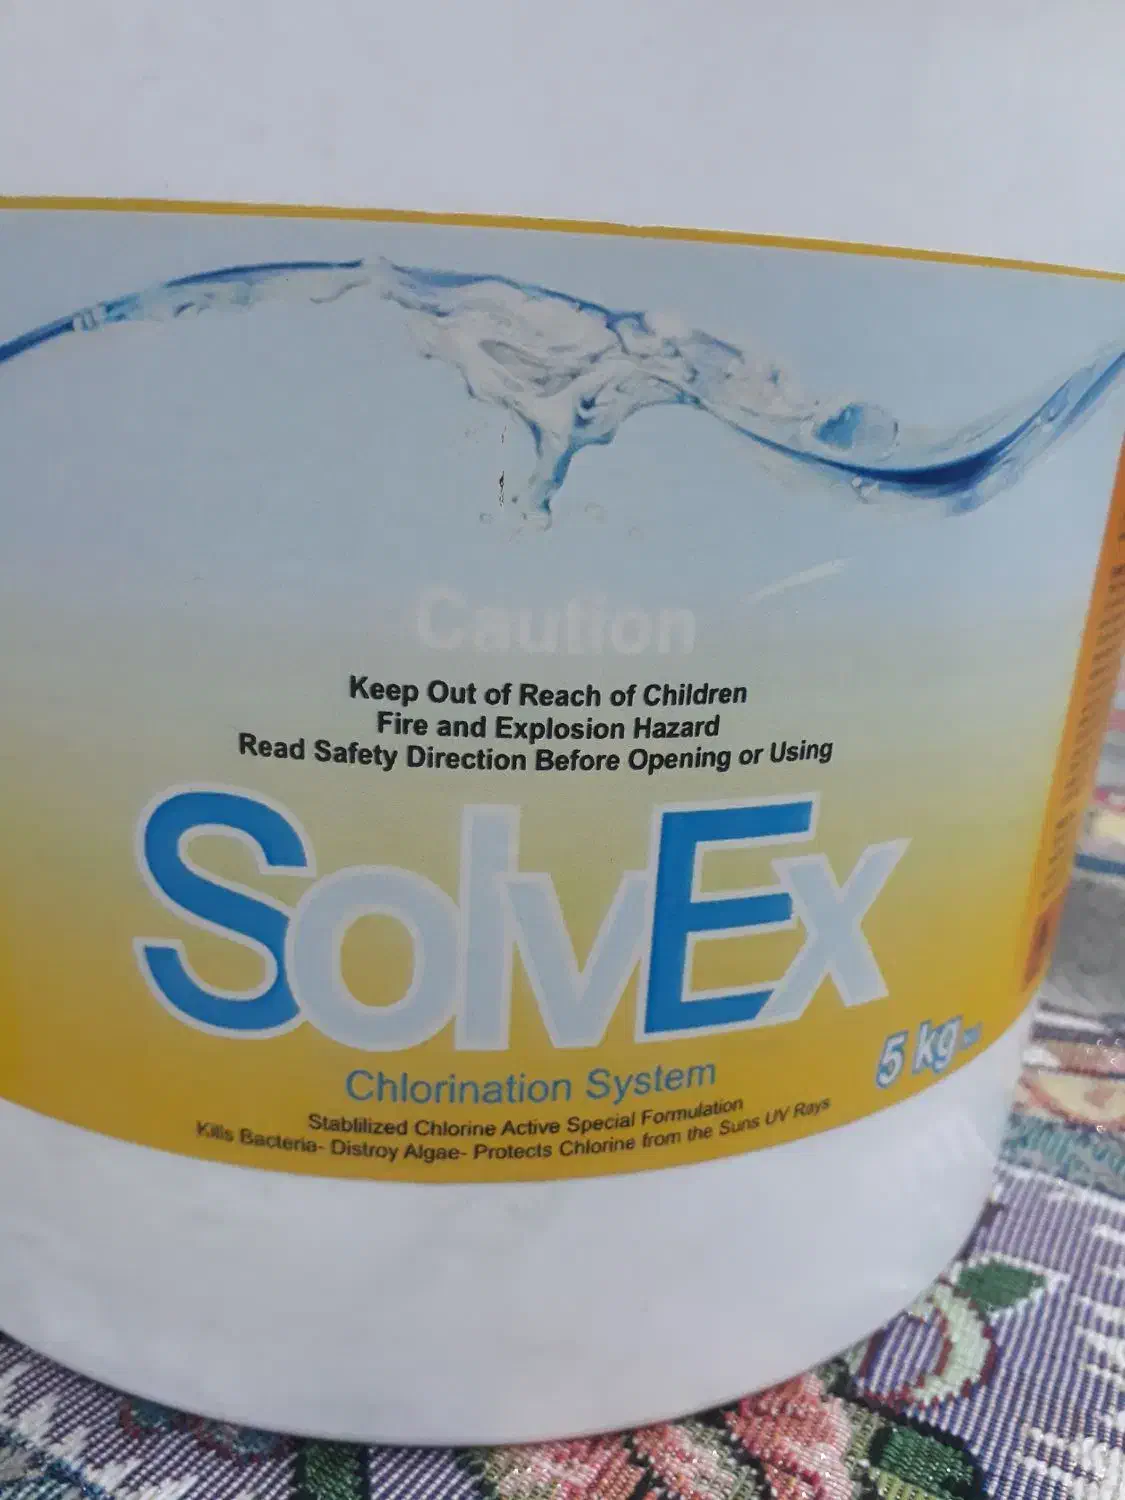 Caution
Keep Out of Reach of Children
Fire and Explosion Hazard
Read Safety Direction Before Opening or Using
SolvEx
5 kg
Chlorination System
Stablilized Chlorine Active Special Formulation
Kills Bacteria- Distroy Algae- Protects Chlorine from the Suns UV Rays